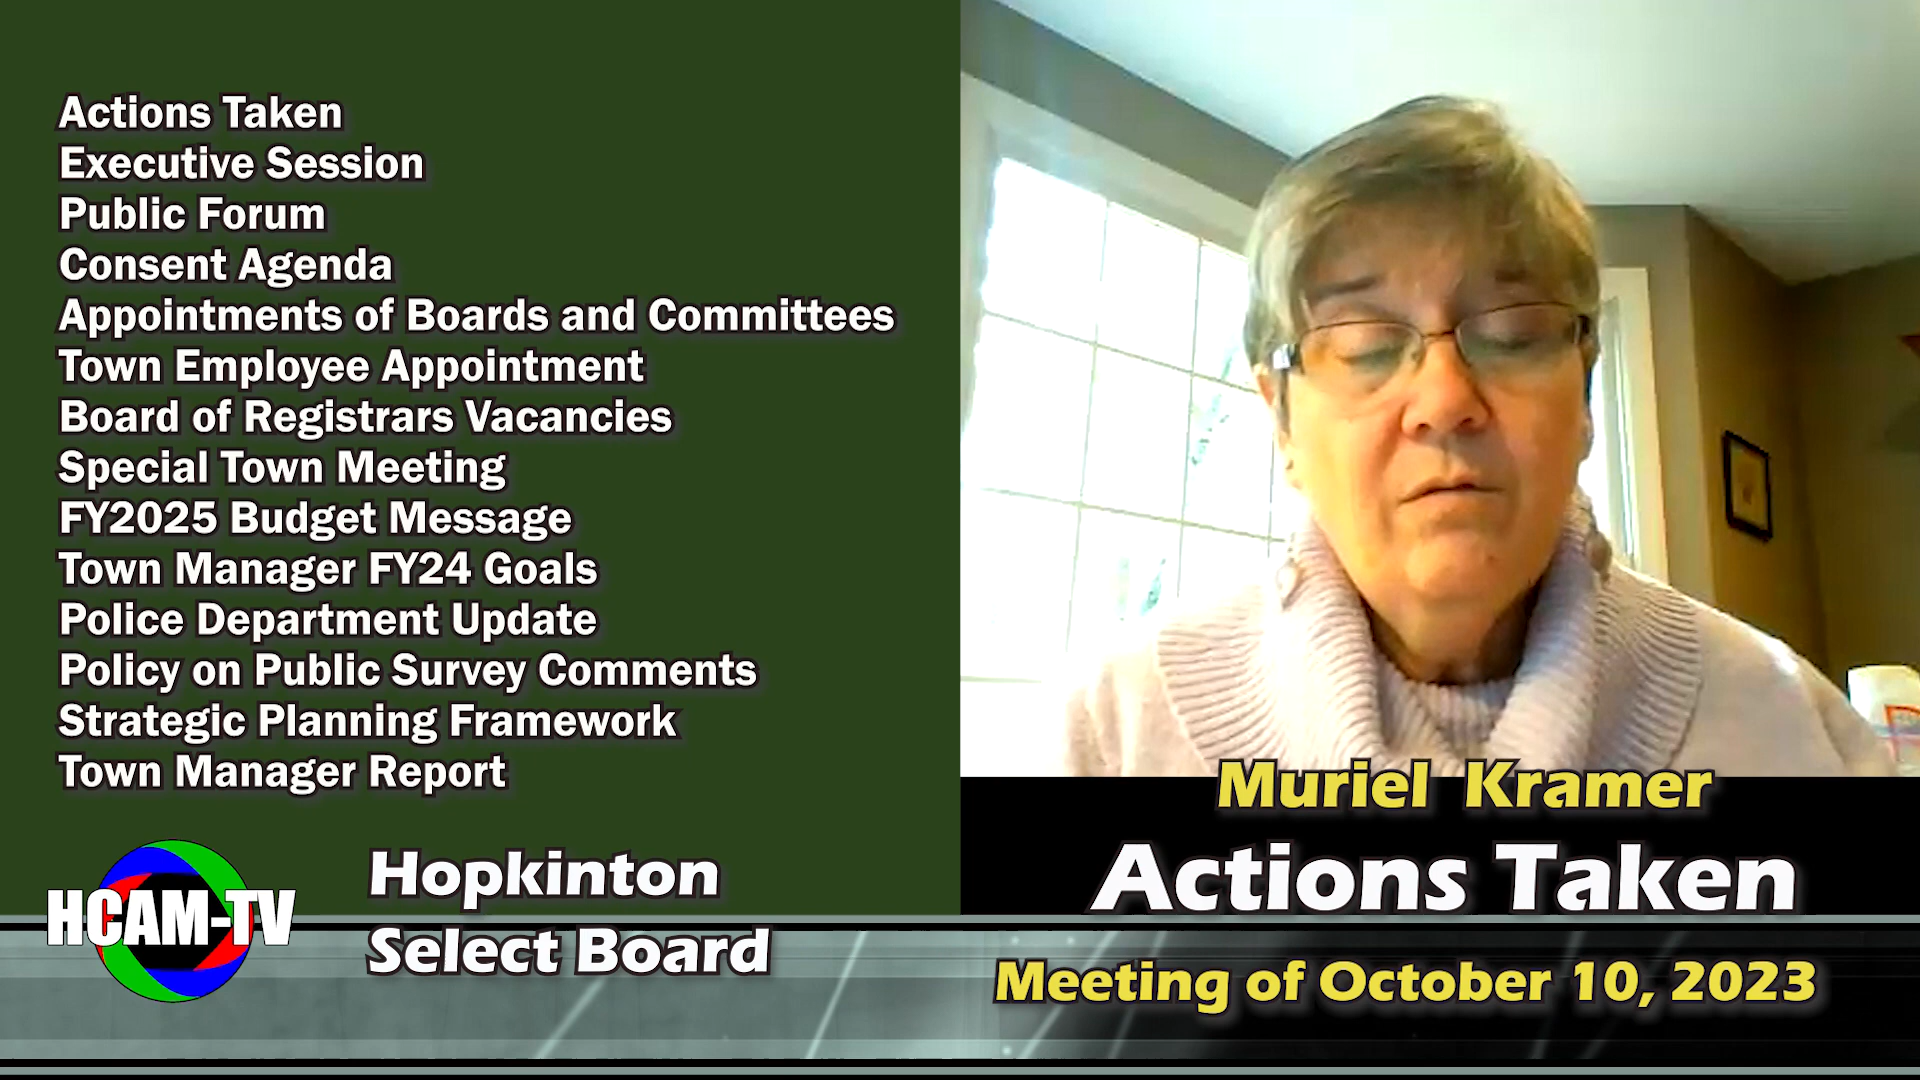 Actions Taken
Executive Session
Public Forum
Consent Agenda
Appointments of Boards and Committees
Town Employee Appointment
Board of Registrars Vacancies
Special Town Meeting
FY2025 Budget Message
Town Manager FY24 Goals
Police Department Update
Policy on Public Survey Comments
Strategic Planning Framework
Town Manager Report
HCAM-TV
Hopkinton
Select Board
Muriel Kramer
Actions Taken
Meeting of October 10, 2023